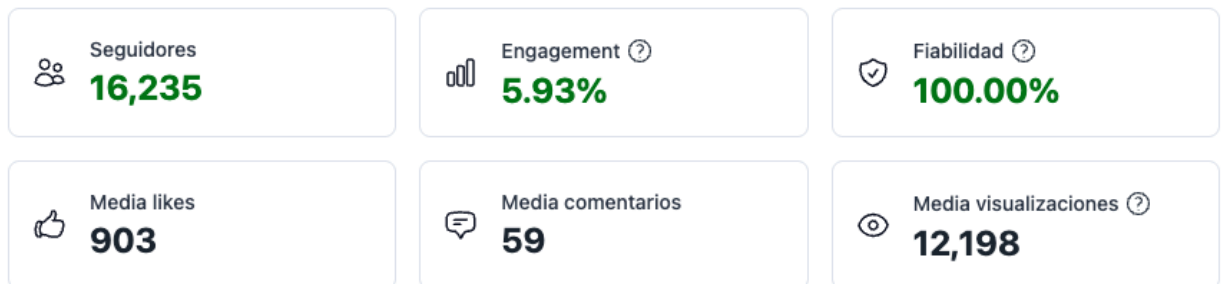 Seguidores
16,235
Engagement
5.93%
Fiabilidad
100.00%
Media likes
903
Media comentarios
59
Media visualizaciones
12,198